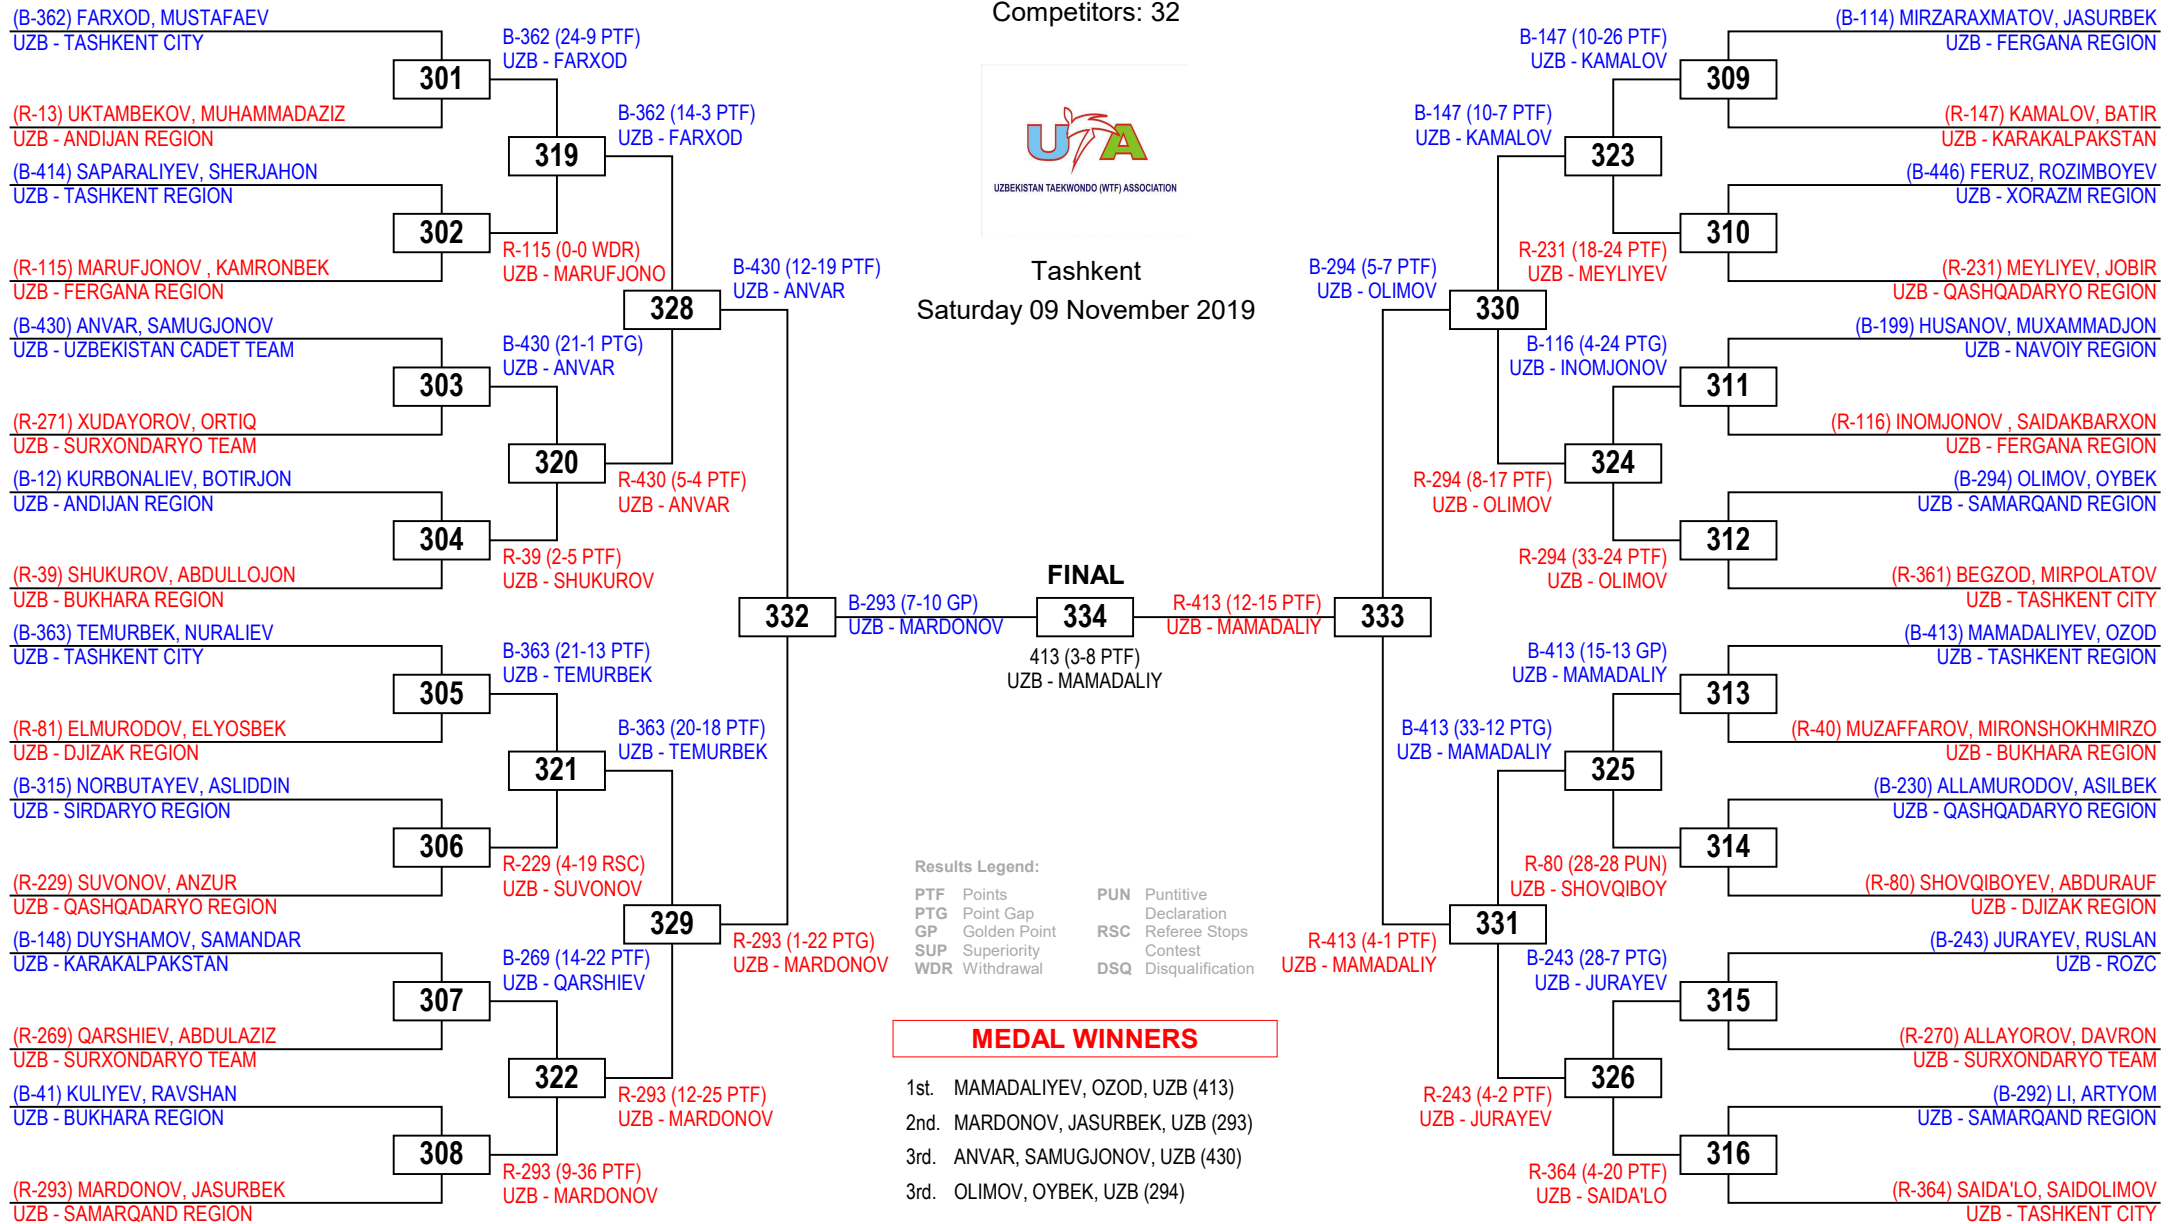 Competitors: 32
(B-362) FARXOD, MUSTAFAEV
UZB - TASHKENT CITY
301
(R-13) UKTAMBEKOV, MUHAMMADAZIZ
UZB - ANDIJAN REGION
(B-414) SAPARALIYEV, SHERJAHON
UZB - TASHKENT REGION
302
(R-115) MARUFJONOV , KAMRONBEK
UZB - FERGANA REGION
(B-430) ANVAR, SAMUGJONOV
UZB - UZBEKISTAN CADET TEAM
303
(R-271) XUDAYOROV, ORTIQ
UZB - SURXONDARYO TEAM
(B-12) KURBONALIEV, BOTIRJON
UZB - ANDIJAN REGION
304
(R-39) SHUKUROV, ABDULLOJON
UZB - BUKHARA REGION
(B-363) TEMURBEK, NURALIEV
UZB - TASHKENT CITY
305
(R-81) ELMURODOV, ELYOSBEK
UZB - DJIZAK REGION
(B-315) NORBUTAYEV, ASLIDDIN
UZB - SIRDARYO REGION
306
(R-229) SUVONOV, ANZUR
UZB - QASHQADARYO REGION
(B-148) DUYSHAMOV, SAMANDAR
UZB - KARAKALPAKSTAN
307
(R-269) QARSHIEV, ABDULAZIZ
UZB - SURXONDARYO TEAM
(B-41) KULIYEV, RAVSHAN
UZB - BUKHARA REGION
308
(R-293) MARDONOV, JASURBEK
UZB - SAMARQAND REGION
B-362 (24-9 PTF)
UZB - FARXOD
319
R-115 (0-0 WDR)
UZB - MARUFJONO
B-430 (21-1 PTG)
UZB - ANVAR
320
R-39 (2-5 PTF)
UZB - SHUKUROV
B-363 (21-13 PTF)
UZB - TEMURBEK
321
R-229 (4-19 RSC)
UZB - SUVONOV
B-269 (14-22 PTF)
UZB - QARSHIEV
322
R-293 (9-36 PTF)
UZB - MARDONOV
B-362 (14-3 PTF)
UZB - FARXOD
328
R-430 (5-4 PTF)
UZB - ANVAR
B-363 (20-18 PTF)
UZB - TEMURBEK
329
R-293 (12-25 PTF)
UZB - MARDONOV
B-430 (12-19 PTF)
UZB - ANVAR
332
R-293 (1-22 PTG)
UZB - MARDONOV
UTA
UZBEKISTAN TAEKWONDO (WTF) ASSOCIATION
Tashkent
Saturday 09 November 2019
FINAL
B-293 (7-10 GP)
UZB - MARDONOV
334
R-413 (12-15 PTF)
UZB - MAMADALIY
413 (3-8 PTF)
UZB - MAMADALIY
Results Legend:
PTF Points
PTG Point Gap
GP Golden Point
SUP Superiority
WDR Withdrawal
PUN Puntitive
Declaration
RSC Referee Stops
Contest
DSQ Disqualification
MEDAL WINNERS
1st. MAMADALIYEV, OZOD, UZB (413)
2nd. MARDONOV, JASURBEK, UZB (293)
3rd. ANVAR, SAMUGJONOV, UZB (430)
3rd. OLIMOV, OYBEK, UZB (294)
B-294 (5-7 PTF)
UZB - OLIMOV
333
R-413 (4-1 PTF)
UZB - MAMADALIY
B-147 (10-7 PTF)
UZB - KAMALOV
330
R-294 (8-17 PTF)
UZB - OLIMOV
B-413 (33-12 PTG)
UZB - MAMADALIY
331
R-243 (4-2 PTF)
UZB - JURAYEV
B-147 (10-26 PTF)
UZB - KAMALOV
323
R-231 (18-24 PTF)
UZB - MEYLIYEV
B-116 (4-24 PTG)
UZB - INOMJONOV
324
R-294 (33-24 PTF)
UZB - OLIMOV
B-413 (15-13 GP)
UZB - MAMADALIY
325
R-80 (28-28 PUN)
UZB - SHOVQIBOY
B-243 (28-7 PTG)
UZB - JURAYEV
326
R-364 (4-20 PTF)
UZB - SAIDA'LO
(B-114) MIRZARAXMATOV, JASURBEK
UZB - FERGANA REGION
309
(R-147) KAMALOV, BATIR
UZB - KARAKALPAKSTAN
(B-446) FERUZ, ROZIMBOYEV
UZB - XORAZM REGION
310
(R-231) MEYLIYEV, JOBIR
UZB - QASHQADARYO REGION
(B-199) HUSANOV, MUXAMMADJON
UZB - NAVOIY REGION
311
(R-116) INOMJONOV , SAIDAKBARXON
UZB - FERGANA REGION
(B-294) OLIMOV, OYBEK
UZB - SAMARQAND REGION
312
(R-361) BEGZOD, MIRPOLATOV
UZB - TASHKENT CITY
(B-413) MAMADALIYEV, OZOD
UZB - TASHKENT REGION
313
(R-40) MUZAFFAROV, MIRONSHOKHMIRZO
UZB - BUKHARA REGION
(B-230) ALLAMURODOV, ASILBEK
UZB - QASHQADARYO REGION
314
(R-80) SHOVQIBOYEV, ABDURAUF
UZB - DJIZAK REGION
(B-243) JURAYEV, RUSLAN
UZB - ROZC
315
(R-270) ALLAYOROV, DAVRON
UZB - SURXONDARYO TEAM
(B-292) LI, ARTYOM
UZB - SAMARQAND REGION
316
(R-364) SAIDA'LO, SAIDOLIMOV
UZB - TASHKENT CITY